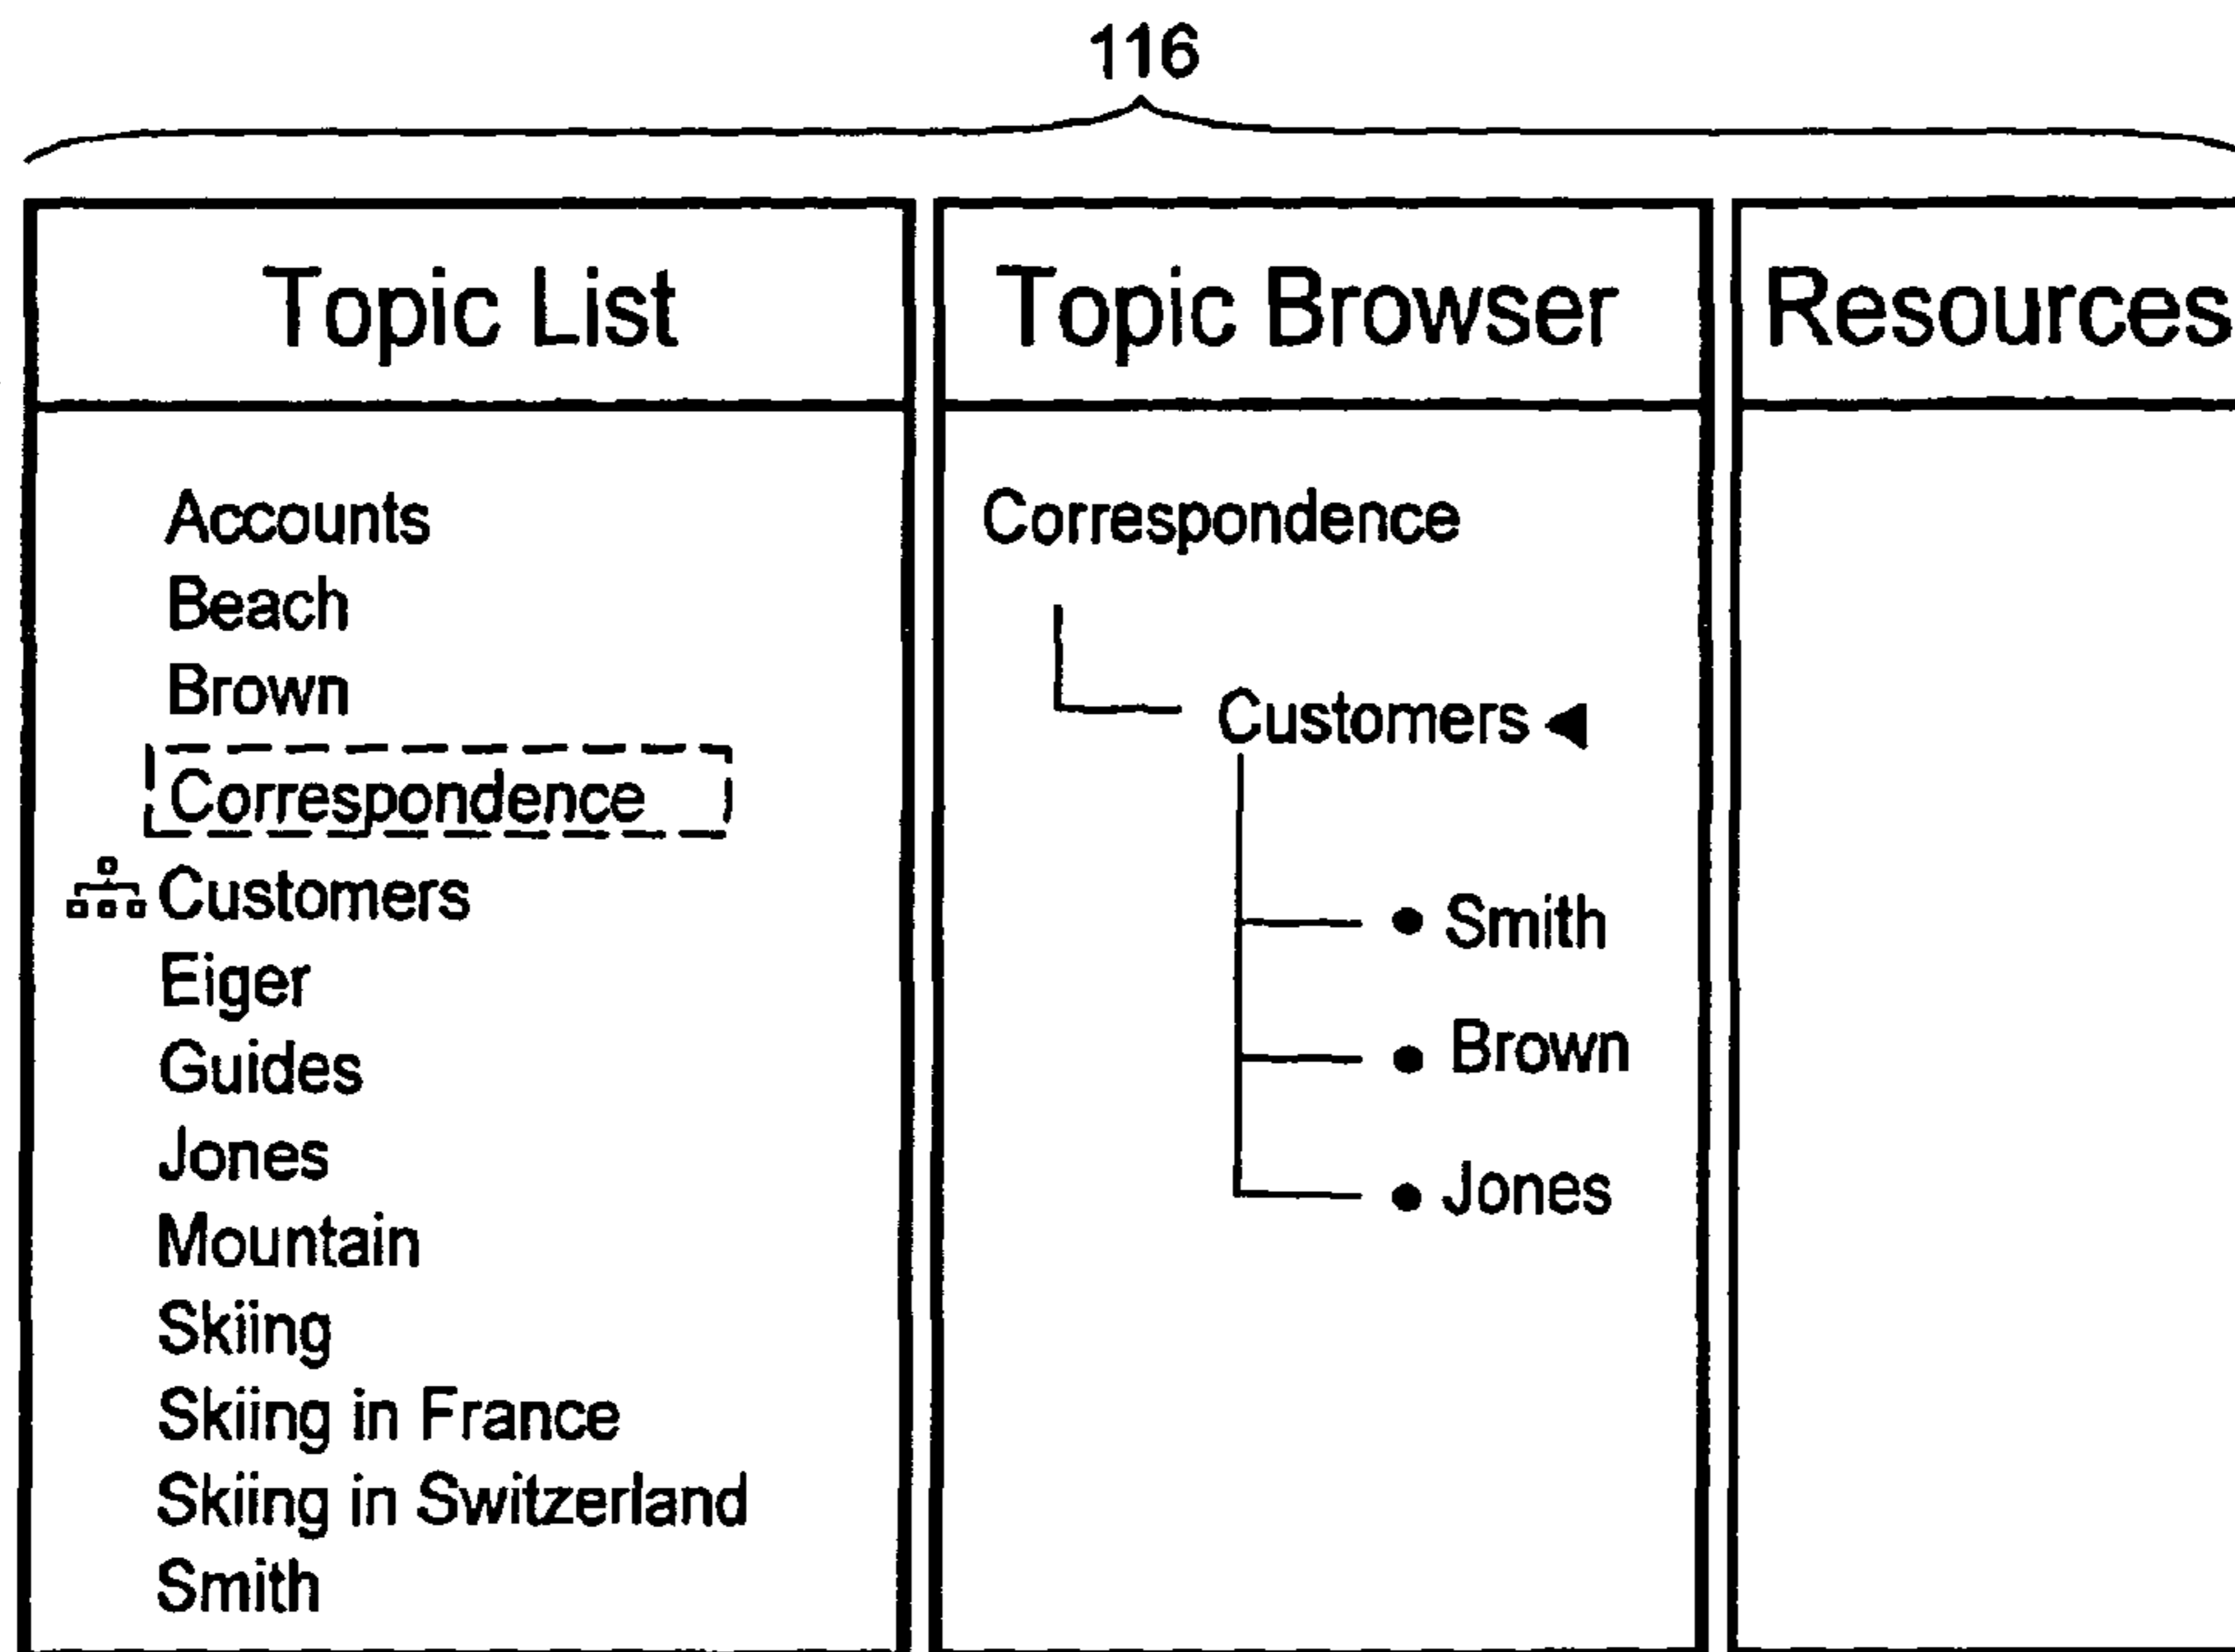 116
Topic List
Topic Browser
Resources
Accounts
Beach
Brown
Correspondence
Customers
Eiger
Guides
Jones
Mountain
Skiing
Skiing in France
Skiing in Switzerland
Smith
Correspondence
Customers
Smith
Brown
Jones